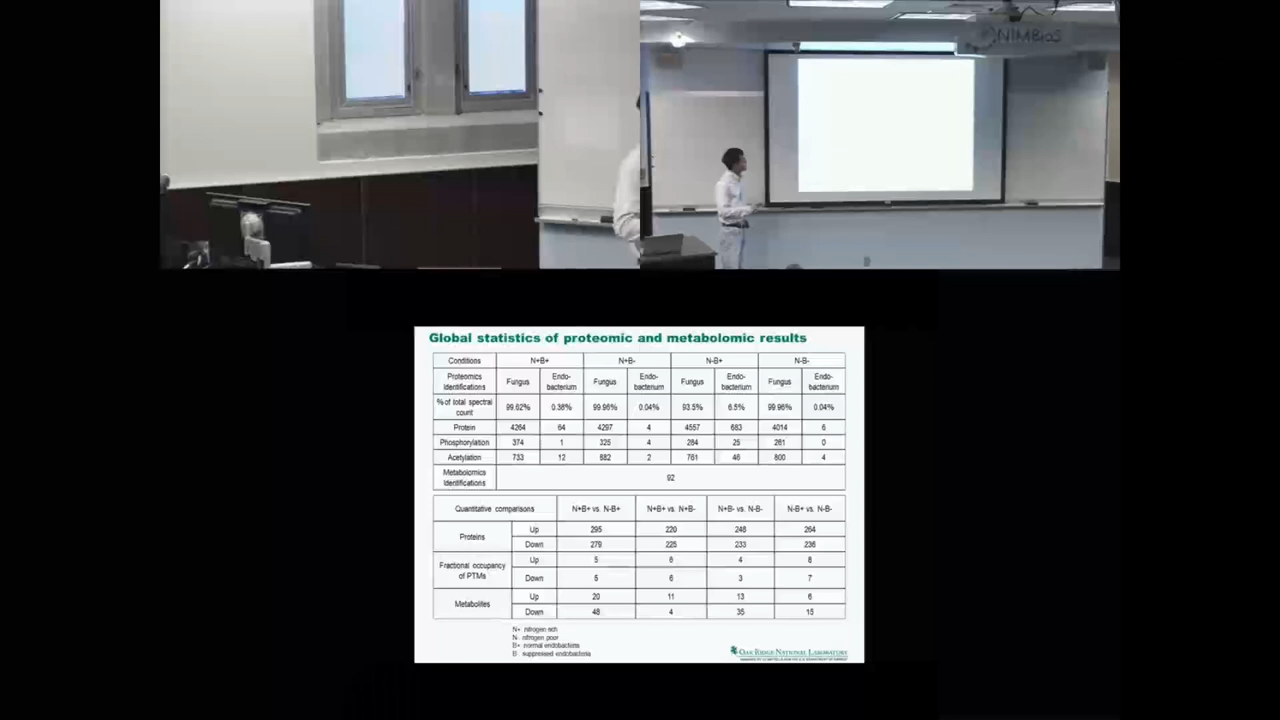 NIMBioS
Global statistics of proteomic and metabolomic results
Conditions N+B+ N+B- N-B+ N-B-
Proteomics Identifications Fungus Endo-bacterium Fungus Endo-bacterium Fungus Endo-bacterium Fungus Endo-bacterium
% of total spectral count 99.62% 0.38% 99.96% 0.04% 93.5% 6.5% 99.96% 0.04%
Protein 4264 64 4297 4 4557 683 4014 6
Phosphorylation 374 1 325 4 284 25 261 0
Acetylation 733 12 882 2 761 46 800 4
Metabolomics Identifications 92
Quantitative comparisons N+B+ vs. N-B+ N+B+ vs. N+B- N+B- vs. N-B- N-B+ vs. N-B-
Proteins Up 295 220 248 264
Down 279 225 233 236
Fractional occupancy of PTMs Up 5 6 4 8
Down 5 6 3 7
Metabolites Up 20 11 13 6
Down 48 4 35 15
N+ nitrogen rich
N- nitrogen poor
B+ normal endobacteria
B- suppressed endobacteria
OAK RIDGE NATIONAL LABORATORY